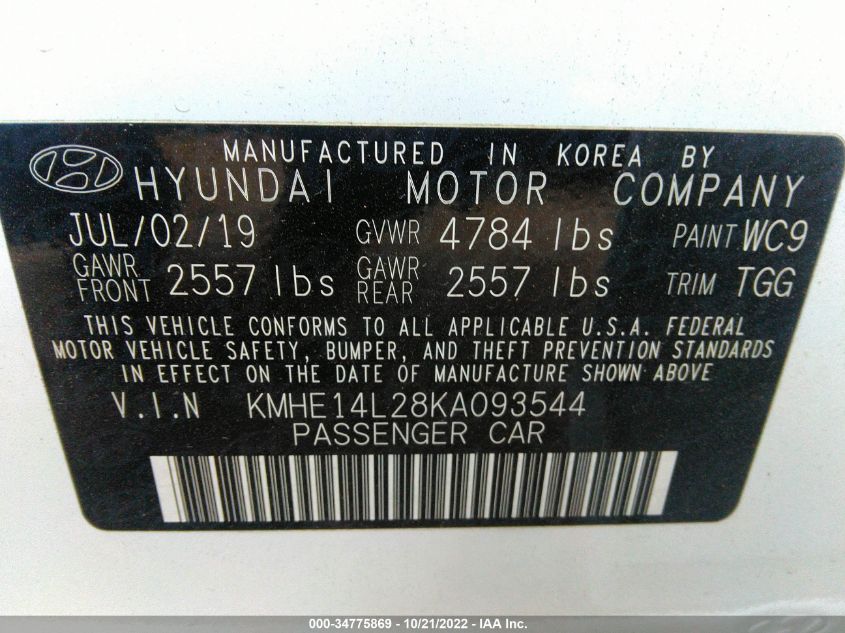 MANUFACTURED IN KOREA BY
HYUNDAI MOTOR COMPANY
JUL/02/19 GVWR 4784 lbs PAINT WC9
GAWR FRONT 2557 lbs GAWR REAR 2557 lbs TRIM TGG
THIS VEHICLE CONFORMS TO ALL APPLICABLE U.S.A. FEDERAL
MOTOR VEHICLE SAFETY, BUMPER, AND THEFT PREVENTION STANDARDS
IN EFFECT ON THE DATE OF MANUFACTURE SHOWN ABOVE
V.I.N KMHE14L28KA093544
PASSENGER CAR
000-34775869 - 10/21/2022 - IAA Inc.